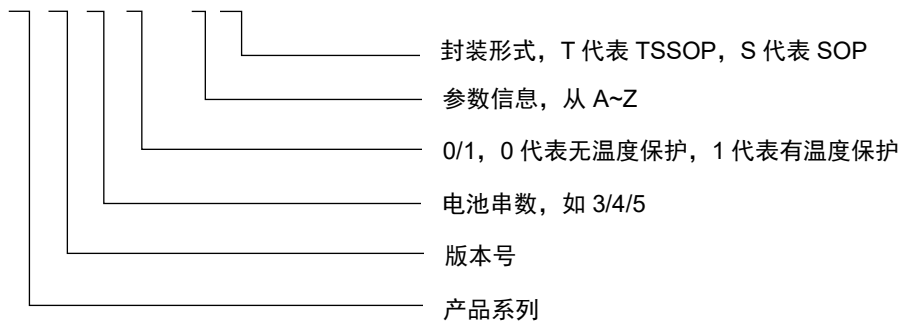 封装形式，T 代表 TSSOP，S 代表 SOP
参数信息，从 A~Z
0/1，0 代表无温度保护，1 代表有温度保护
电池串数，如 3/4/5
版本号
产品系列